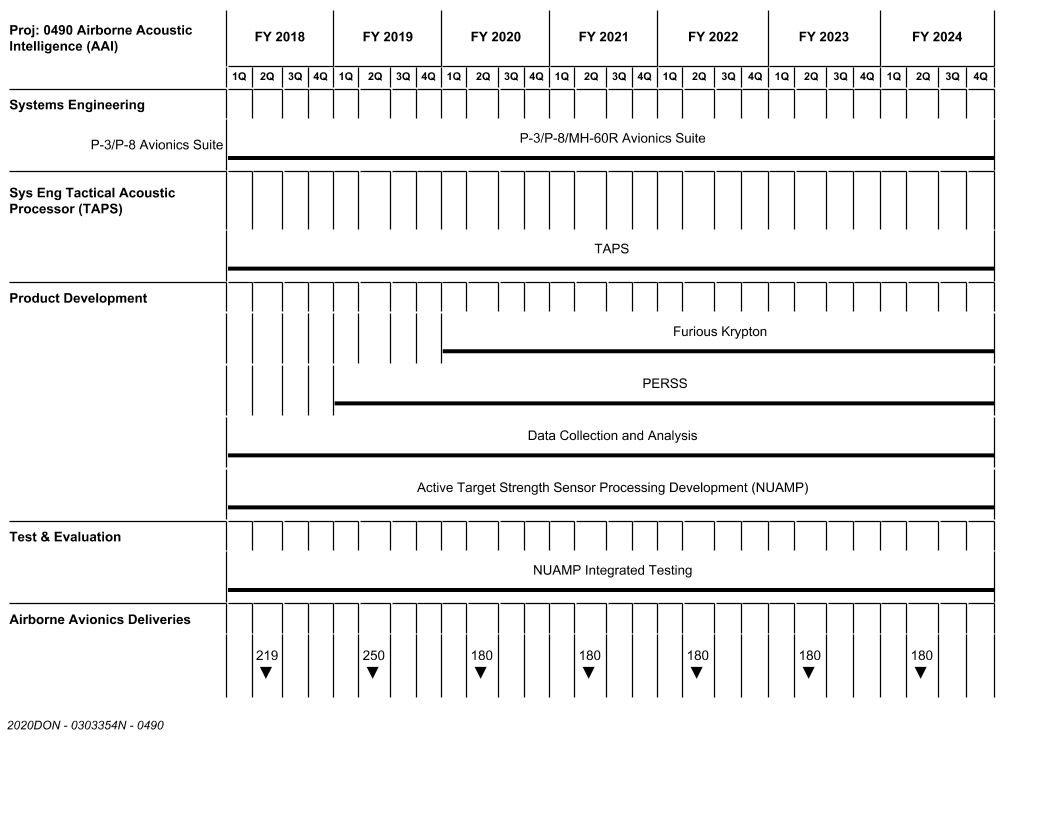 Proj: 0490 Airborne Acoustic
Intelligence (AAI)
FY 2018 FY 2019 FY 2020 FY 2021 FY 2022 FY 2023 FY 2024
1Q 2Q 3Q 4Q 1Q 2Q 3Q 4Q 1Q 2Q 3Q 4Q 1Q 2Q 3Q 4Q 1Q 2Q 3Q 4Q 1Q 2Q 3Q 4Q 1Q 2Q 3Q 4Q
Systems Engineering
P-3/P-8 Avionics Suite
P-3/P-8/MH-60R Avionics Suite
Sys Eng Tactical Acoustic
Processor (TAPS)
TAPS
Product Development
Furious Krypton
PERSS
Data Collection and Analysis
Active Target Strength Sensor Processing Development (NUAMP)
Test & Evaluation
NUAMP Integrated Testing
Airborne Avionics Deliveries
219 250 180 180 180 180 180
2020DON - 0303354N - 0490